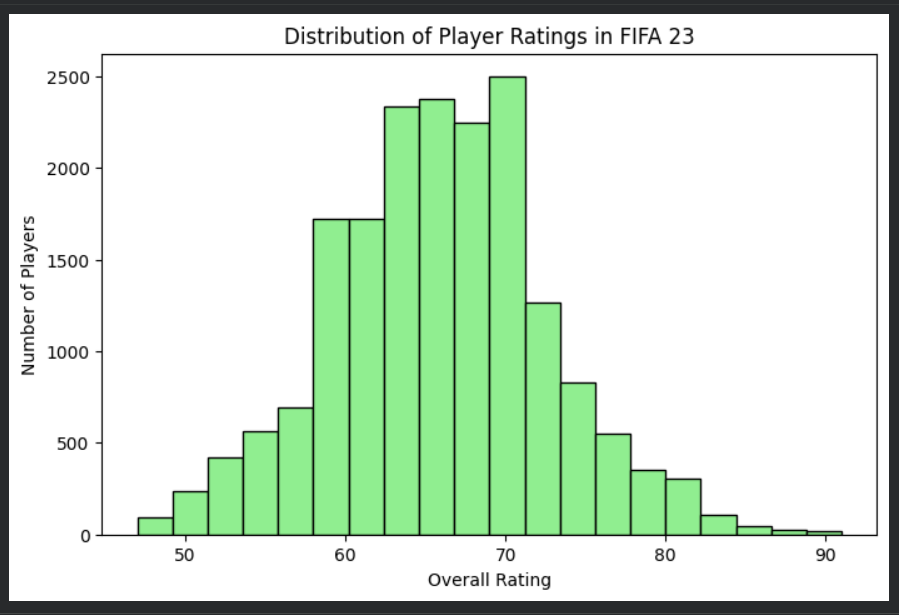 Distribution of Player Ratings in FIFA 23
2500
2000
1500
1000
500
0
Number of Players
50 60 70 80 90
Overall Rating